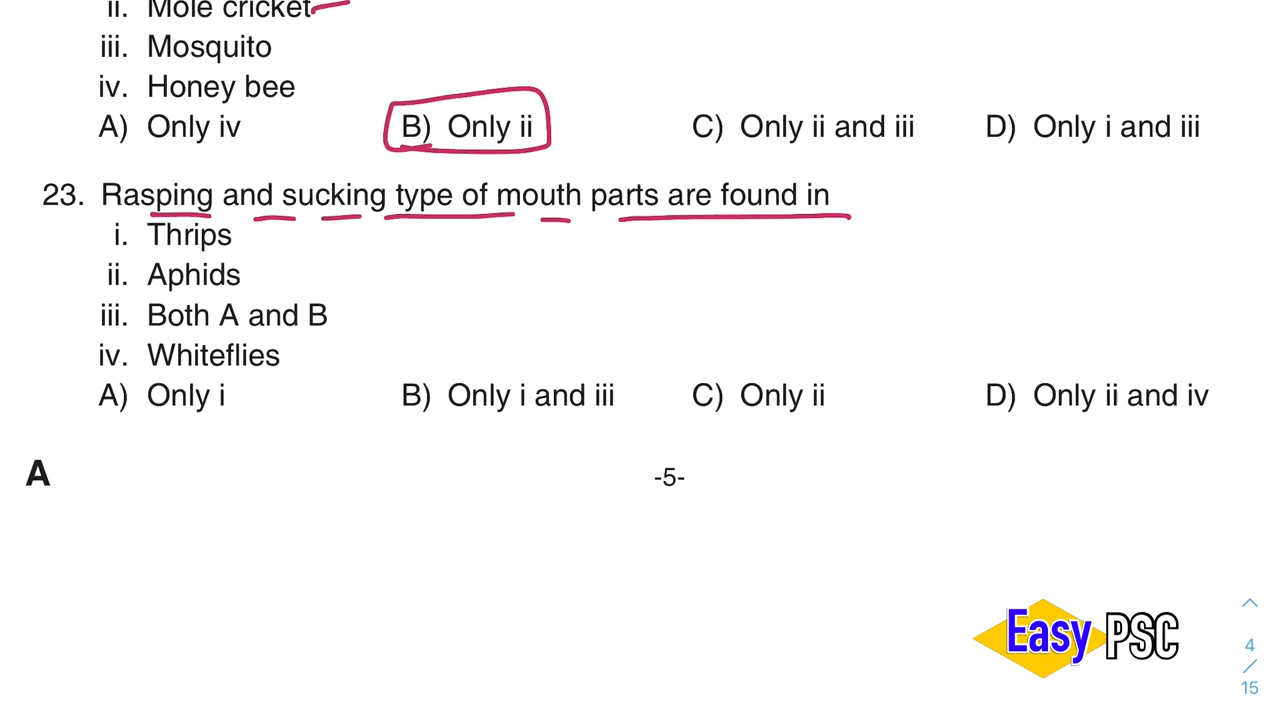 ii. Mole cricket
iii. Mosquito
iv. Honey bee
A) Only iv B) Only ii C) Only ii and iii D) Only i and iii
23. Rasping and sucking type of mouth parts are found in
i. Thrips
ii. Aphids
iii. Both A and B
iv. Whiteflies
A) Only i B) Only i and iii C) Only ii D) Only ii and iv
A -5-
Easy PSC
4
/
15